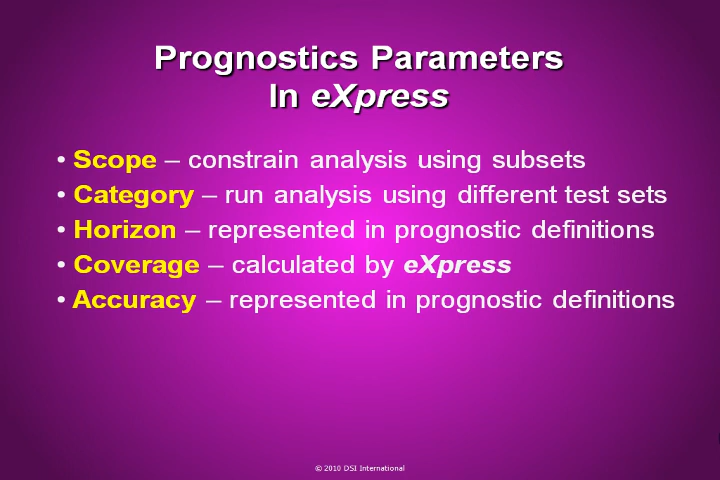 Prognostics Parameters
In eXpress
• Scope – constrain analysis using subsets
• Category – run analysis using different test sets
• Horizon – represented in prognostic definitions
• Coverage – calculated by eXpress
• Accuracy – represented in prognostic definitions
© 2010 DSI International